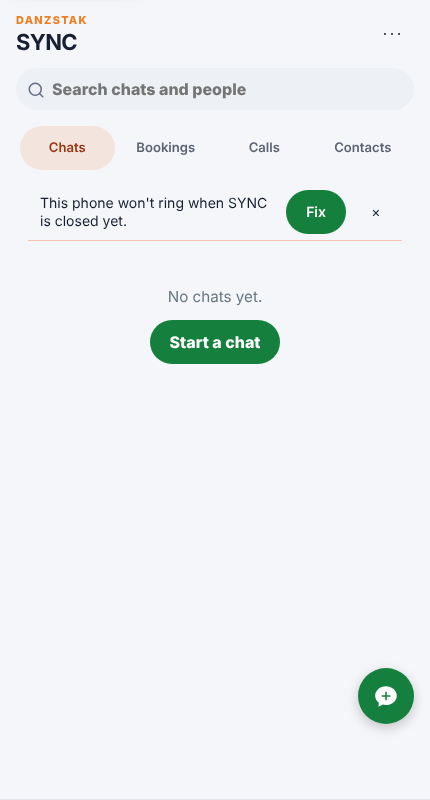 DANZSTAK
SYNC
...
Search chats and people
Chats
Bookings
Calls
Contacts
This phone won't ring when SYNC
is closed yet.
Fix
×
No chats yet.
Start a chat